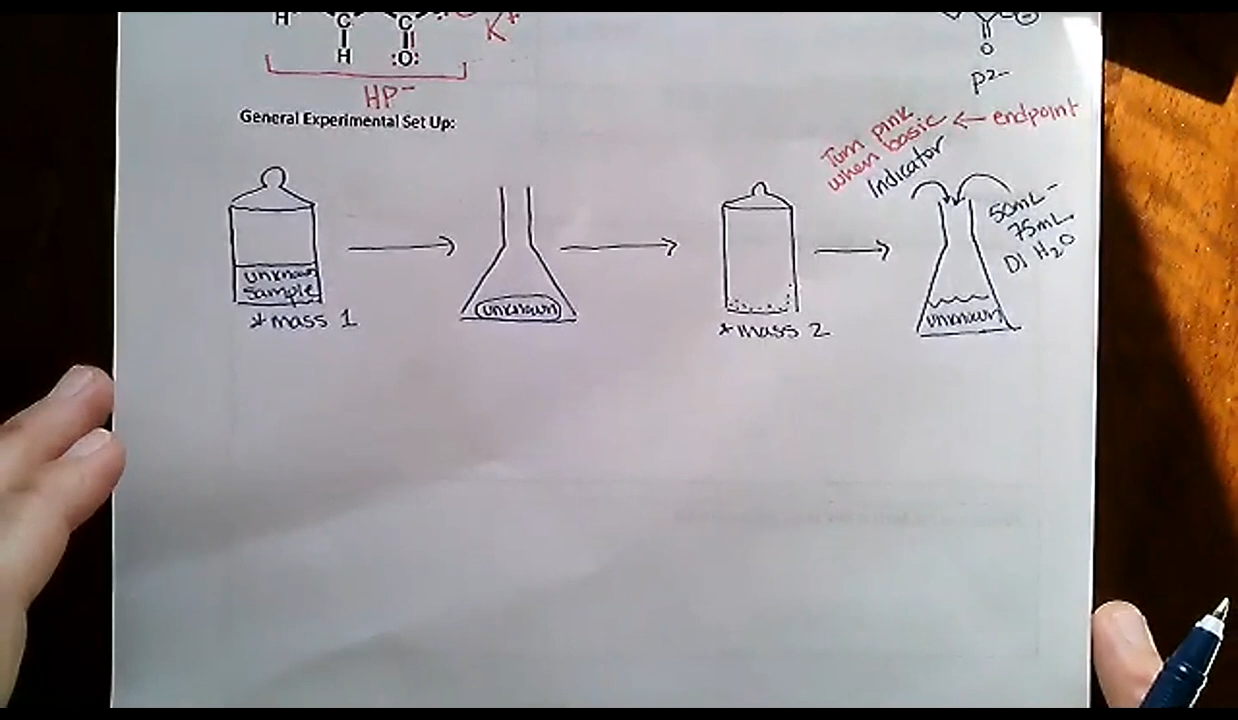 H C C K+
H :O:
HP-
O
P2-
General Experimental Set Up:
Turn pink
when basic ← endpoint
Indicator
50mL-
75mL
DI H2O
unknown
sample
* mass 1
unknown
* mass 2
unknown